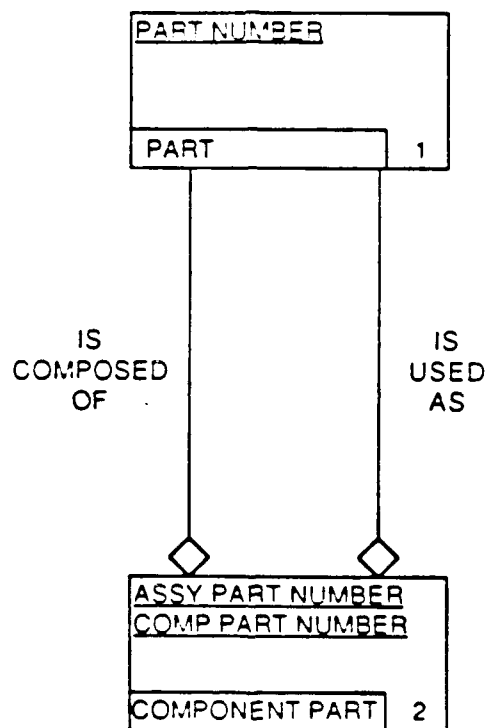 PART NUMBER
PART 1
IS
COMPOSED
OF
IS
USED
AS
ASSY PART NUMBER
COMP PART NUMBER
COMPONENT PART 2